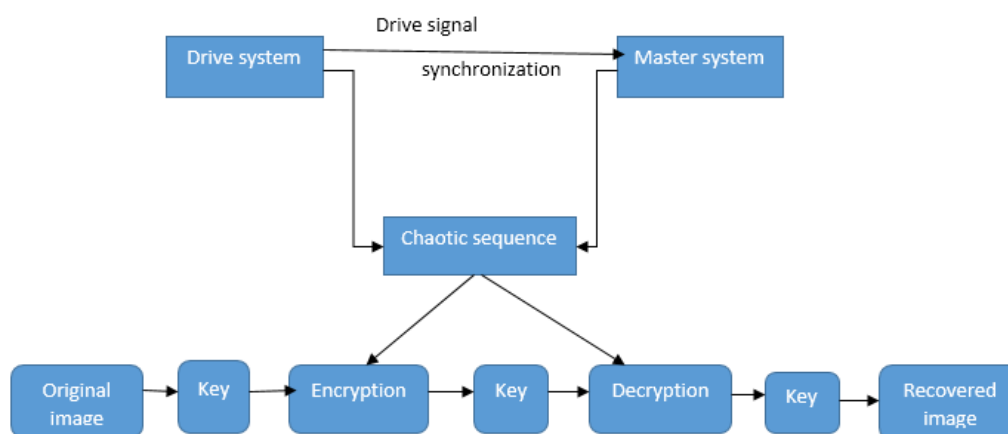 Drive signal
Drive system
Master system
synchronization
Chaotic sequence
Original
image
Key
Encryption
Key
Decryption
Key
Recovered
image